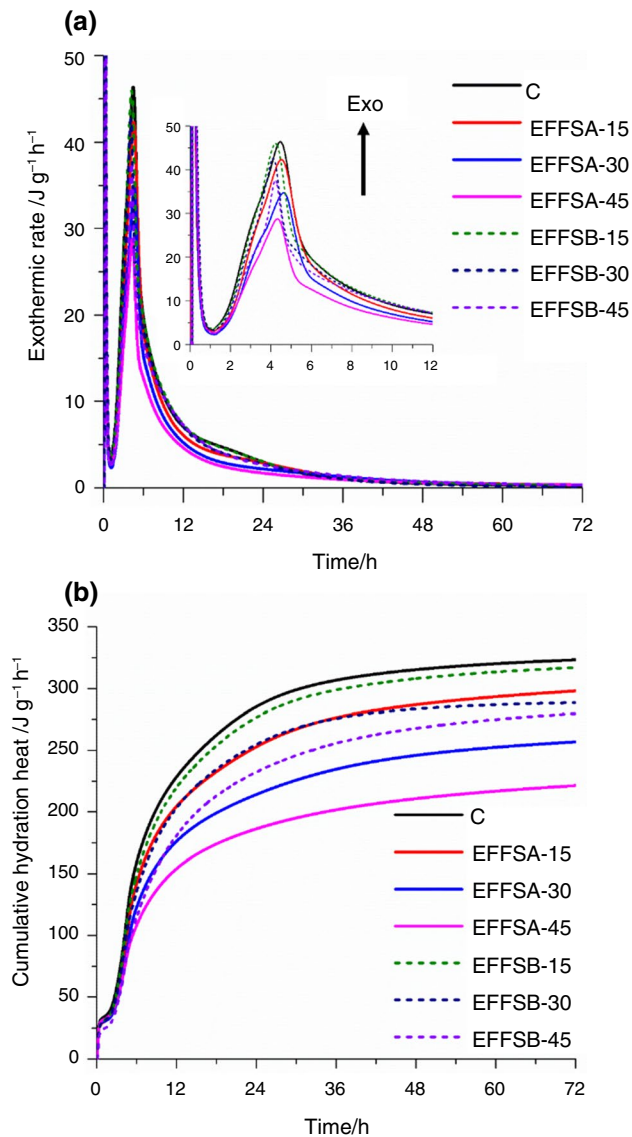 (a)
50
40
30
20
10
0
Exothermic rate /J g⁻¹ h⁻¹
50
40
30
20
10
0
0 2 4 6 8 10 12
Exo
C
EFFSA-15
EFFSA-30
EFFSA-45
EFFSB-15
EFFSB-30
EFFSB-45
0 12 24 36 48 60 72
Time/h
(b)
350
300
250
200
150
100
50
0
Cumulative hydration heat /J g⁻¹ h⁻¹
C
EFFSA-15
EFFSA-30
EFFSA-45
EFFSB-15
EFFSB-30
EFFSB-45
0 12 24 36 48 60 72
Time/h